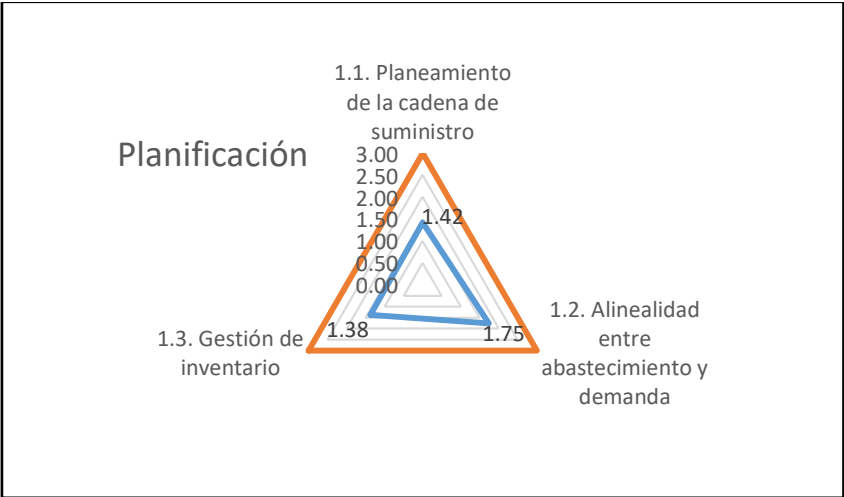 1.1. Planeamiento
de la cadena de
suministro
Planificación
3.00
2.50
2.00
1.50
1.00
0.50
0.00
1.42
1.75
1.38
1.2. Alinealidad
entre
abastecimiento y
demanda
1.3. Gestión de
inventario